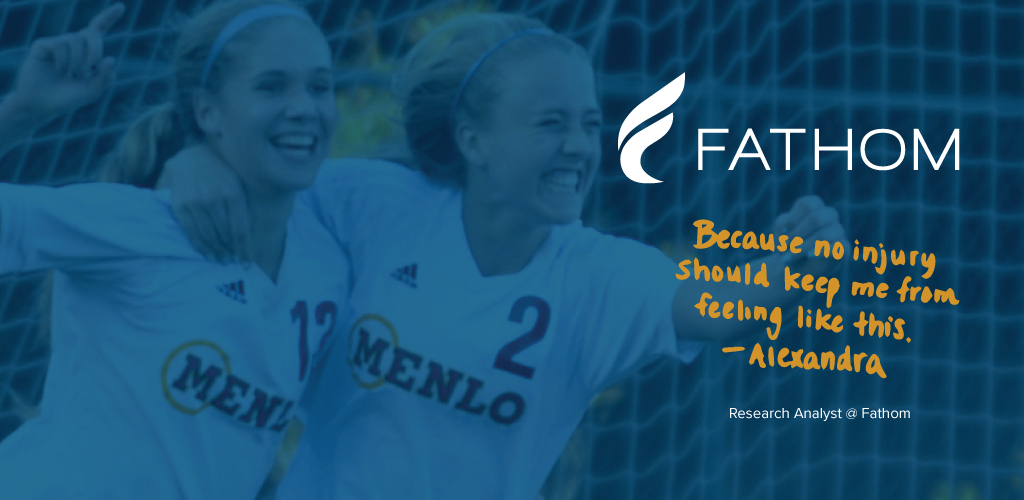 FATHOM
Because no injury
should keep me from
feeling like this.
—Alexandra
Research Analyst @ Fathom
12
2
MENLO
MENLO